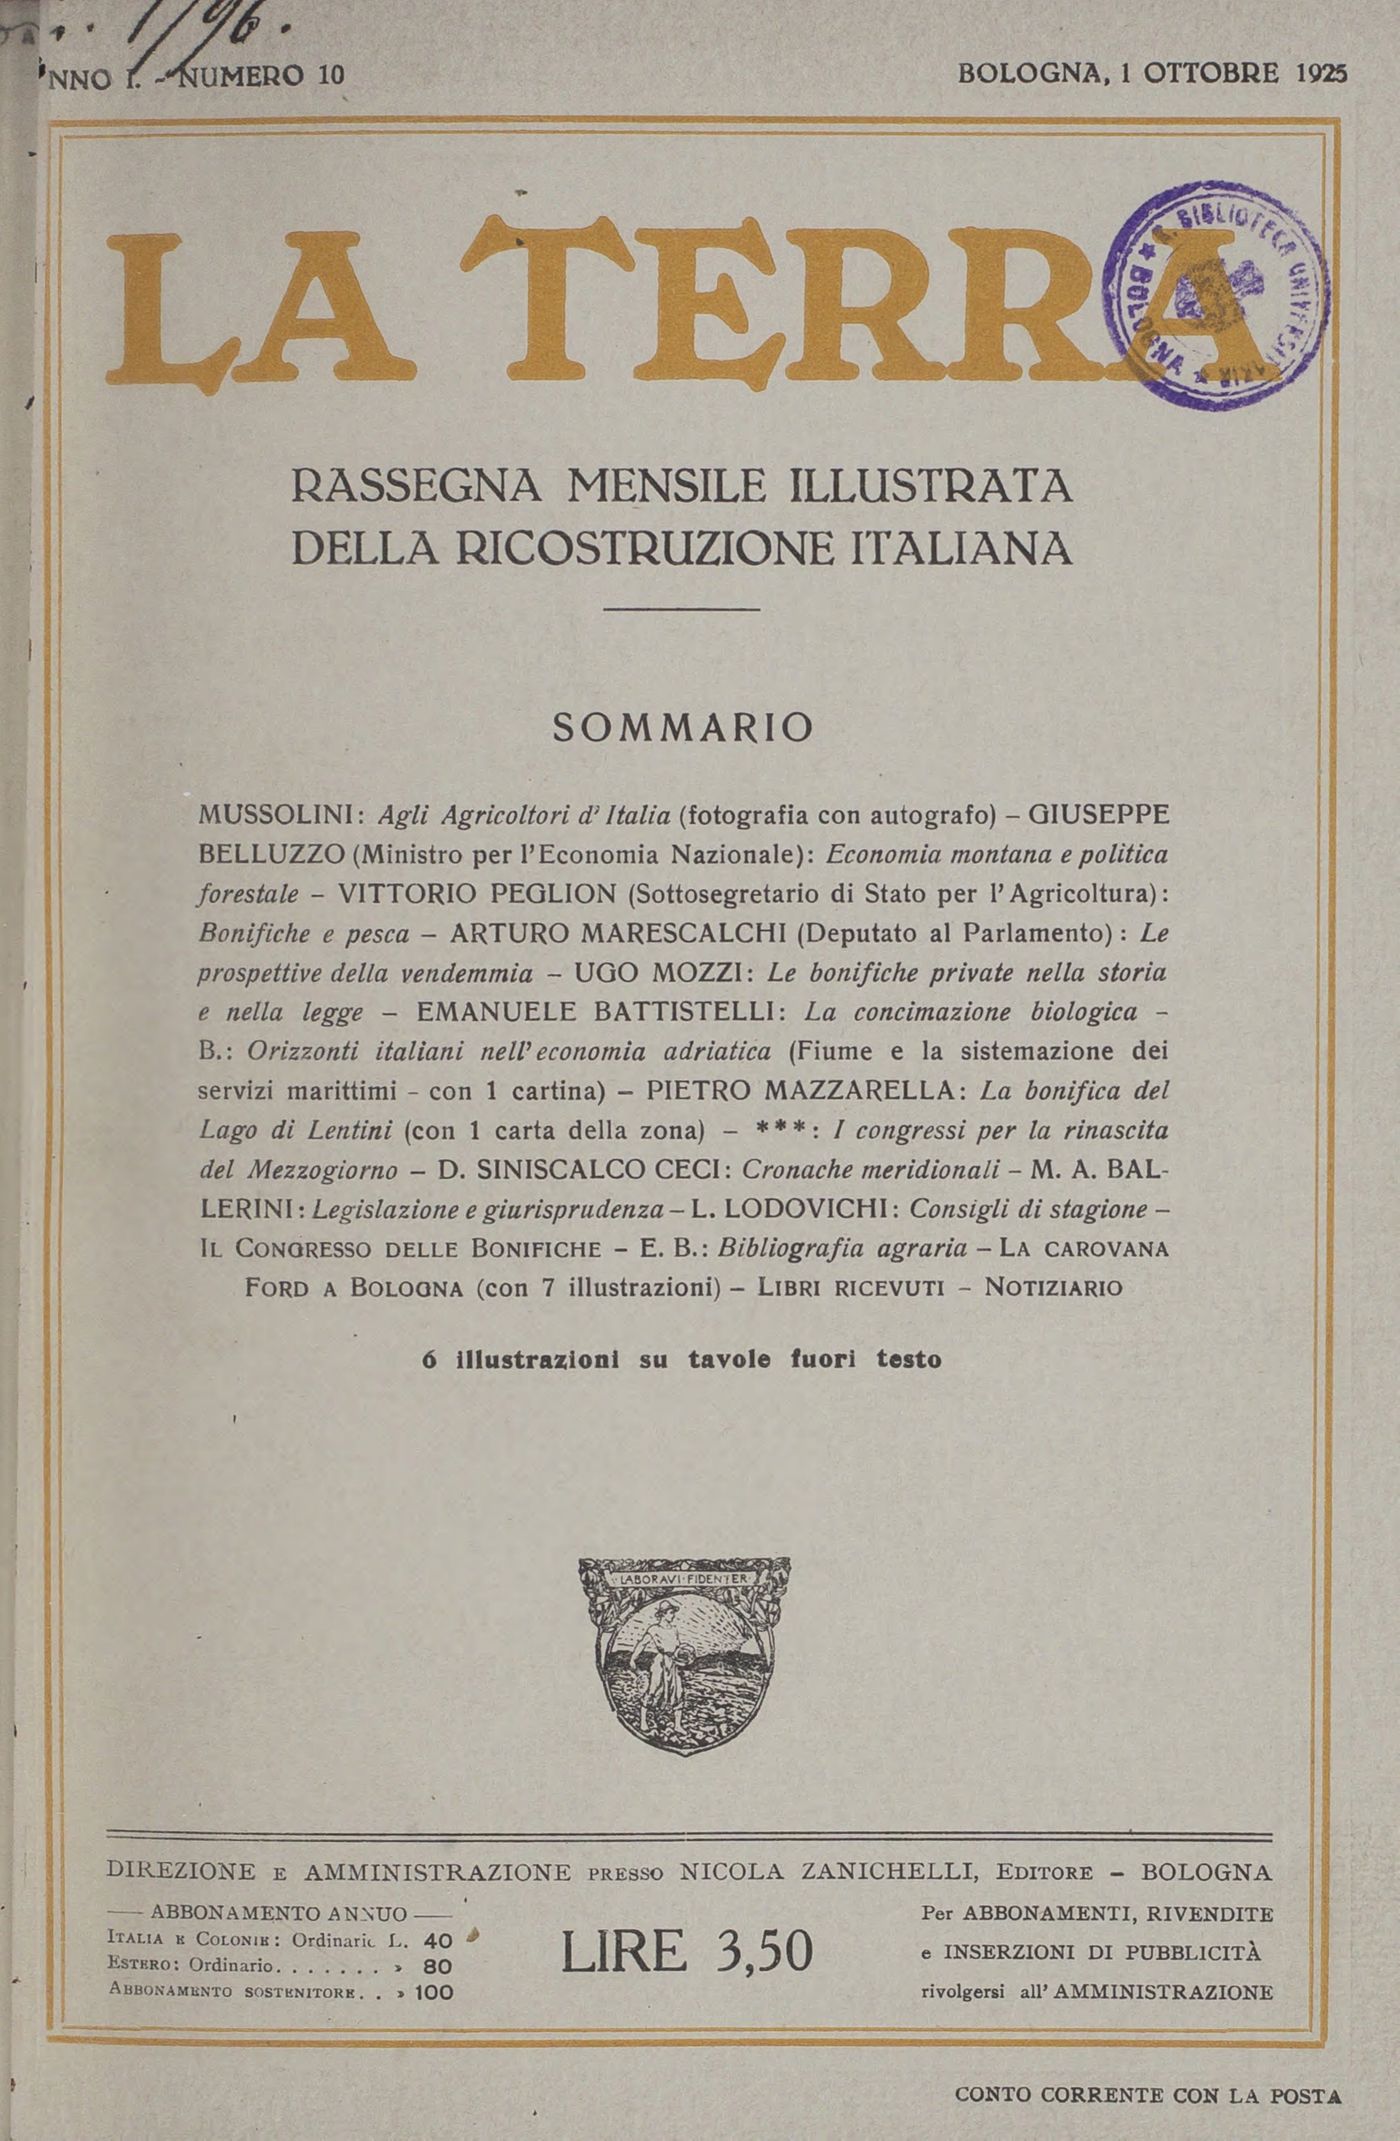 1796.
NNO I. - NUMERO 10
BOLOGNA, 1 OTTOBRE 1925
LA TERRA
R. BIBLIOTECA UNIVERSITARIA ★ BOLOGNA ★
RASSEGNA MENSILE ILLUSTRATA
DELLA RICOSTRUZIONE ITALIANA
SOMMARIO
MUSSOLINI: Agli Agricoltori d' Italia (fotografia con autografo) – GIUSEPPE
BELLUZZO (Ministro per l'Economia Nazionale): Economia montana e politica
forestale – VITTORIO PEGLION (Sottosegretario di Stato per l' Agricoltura):
Bonifiche e pesca – ARTURO MARESCALCHI (Deputato al Parlamento) : Le
prospettive della vendemmia – UGO MOZZI: Le bonifiche private nella storia
e nella legge – EMANUELE BATTISTELLI: La concimazione biologica –
B.: Orizzonti italiani nell' economia adriatica (Fiume e la sistemazione dei
servizi marittimi - con 1 cartina) – PIETRO MAZZARELLA: La bonifica del
Lago di Lentini (con 1 carta della zona) – ***: I congressi per la rinascita
del Mezzogiorno – D. SINISCALCO CECI: Cronache meridionali – M. A. BAL-
LERINI: Legislazione e giurisprudenza – L. LODOVICHI: Consigli di stagione –
IL CONGRESSO DELLE BONIFICHE – E. B.: Bibliografia agraria – LA CAROVANA
FORD A BOLOGNA (con 7 illustrazioni) – LIBRI RICEVUTI – NOTIZIARIO
6 illustrazioni su tavole fuori testo
LABORAVI · FIDENTER
DIREZIONE E AMMINISTRAZIONE PRESSO NICOLA ZANICHELLI, EDITORE – BOLOGNA
ABBONAMENTO ANNUO
ITALIA E COLONIE: Ordinario L. 40
ESTERO: Ordinario. . . . . . . » 80
ABBONAMENTO SOSTENITORE. . » 100
LIRE 3,50
Per ABBONAMENTI, RIVENDITE
e INSERZIONI DI PUBBLICITÀ
rivolgersi all' AMMINISTRAZIONE
CONTO CORRENTE CON LA POSTA